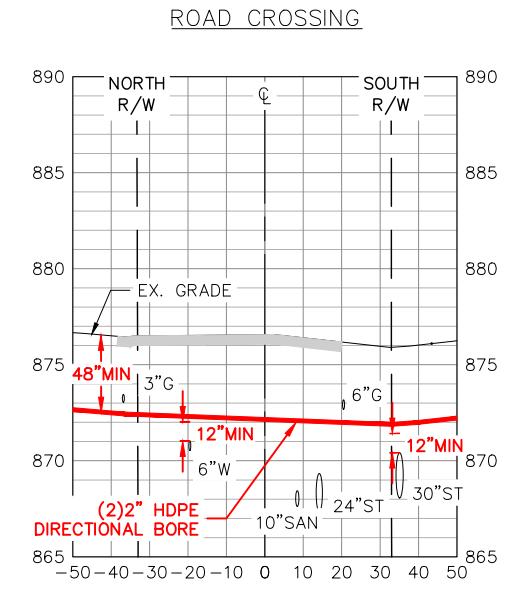 ROAD CROSSING
890 NORTH R/W ℄ SOUTH R/W 890
885 885
880 880
EX. GRADE
875 875
48"MIN
3"G
6"G
12"MIN
12"MIN
870 870
6"W
30"ST
24"ST
(2)2" HDPE
DIRECTIONAL BORE
10"SAN
865 865
-50 -40 -30 -20 -10 0 10 20 30 40 50